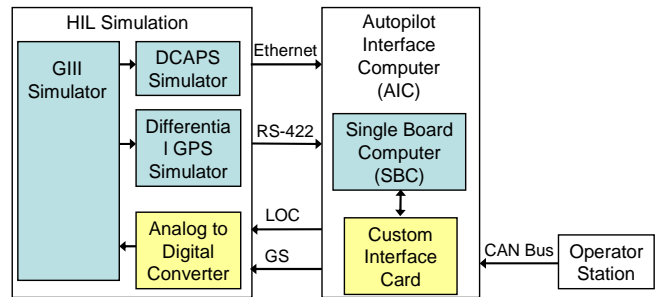 HIL Simulation
GIII
Simulator
DCAPS
Simulator
Differentia
l GPS
Simulator
Analog to
Digital
Converter
Ethernet
RS-422
LOC
GS
Autopilot
Interface
Computer
(AIC)
Single Board
Computer
(SBC)
Custom
Interface
Card
CAN Bus
Operator
Station